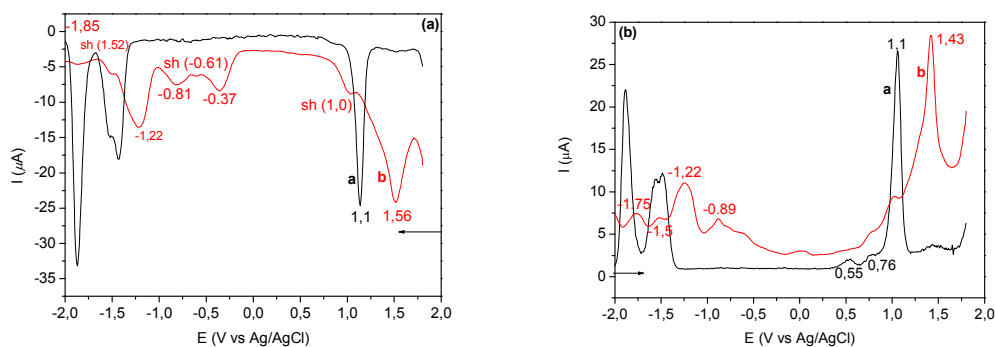 (a)
-1,85
sh (1.52)
sh (-0.61)
-0.81
-0.37
-1,22
sh (1,0)
a
b
1,1
1,56
0
-5
-10
-15
-20
-25
-30
-35
I (µA)
-2,0 -1,5 -1,0 -0,5 0,0 0,5 1,0 1,5 2,0
E (V vs Ag/AgCl)
(b)
1,1
1,43
a
b
-1,22
-1.75
-1,5
-0.89
0,55
0,76
30
25
20
15
10
5
0
I (µA)
-2,0 -1,5 -1,0 -0,5 0,0 0,5 1,0 1,5 2,0
E (V vs Ag/AgCl)